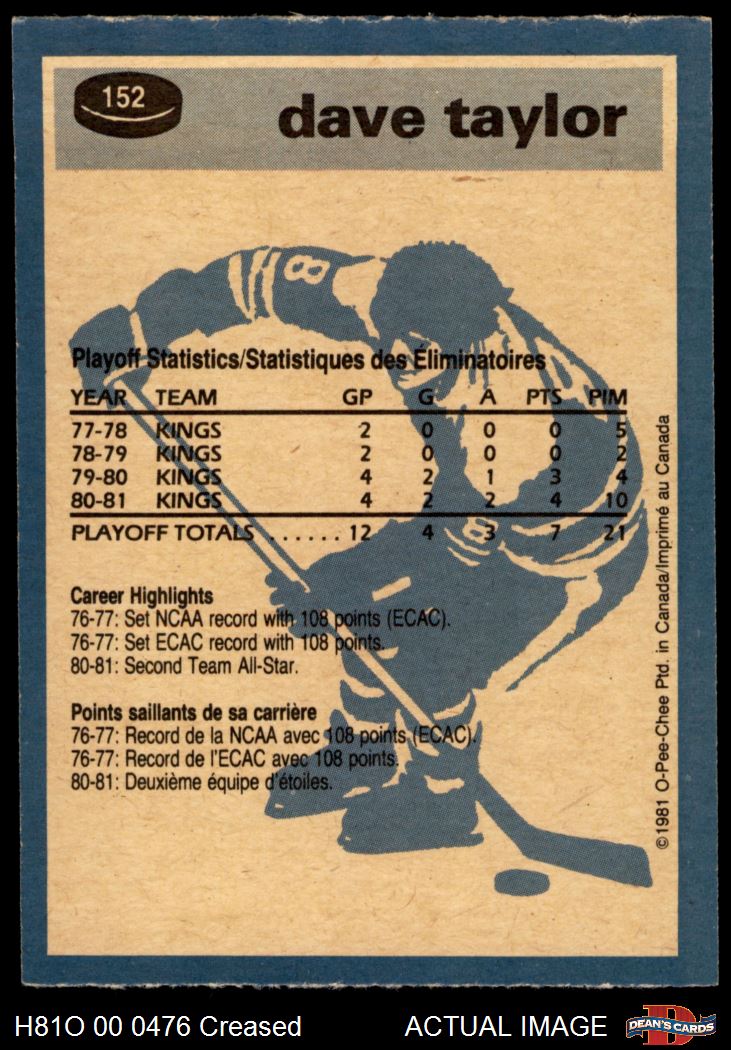 152
dave taylor
8
Playoff Statistics/Statistiques des Éliminatoires
YEAR TEAM GP G A PTS PIM
77-78 KINGS 2 0 0 0 5
78-79 KINGS 2 0 0 0 2
79-80 KINGS 4 2 1 3 4
80-81 KINGS 4 2 2 4 10
PLAYOFF TOTALS ...... 12 4 3 7 21
Career Highlights
76-77: Set NCAA record with 108 points (ECAC).
76-77: Set ECAC record with 108 points.
80-81: Second Team All-Star.
Points saillants de sa carrière
76-77: Record de la NCAA avec 108 points (ECAC).
76-77: Record de l'ECAC avec 108 points.
80-81: Deuxième équipe d'étoiles.
©1981 O-Pee-Chee Ptd. in Canada/Imprimé au Canada
H81O 00 0476 Creased ACTUAL IMAGE
D
DEAN'S CARDS